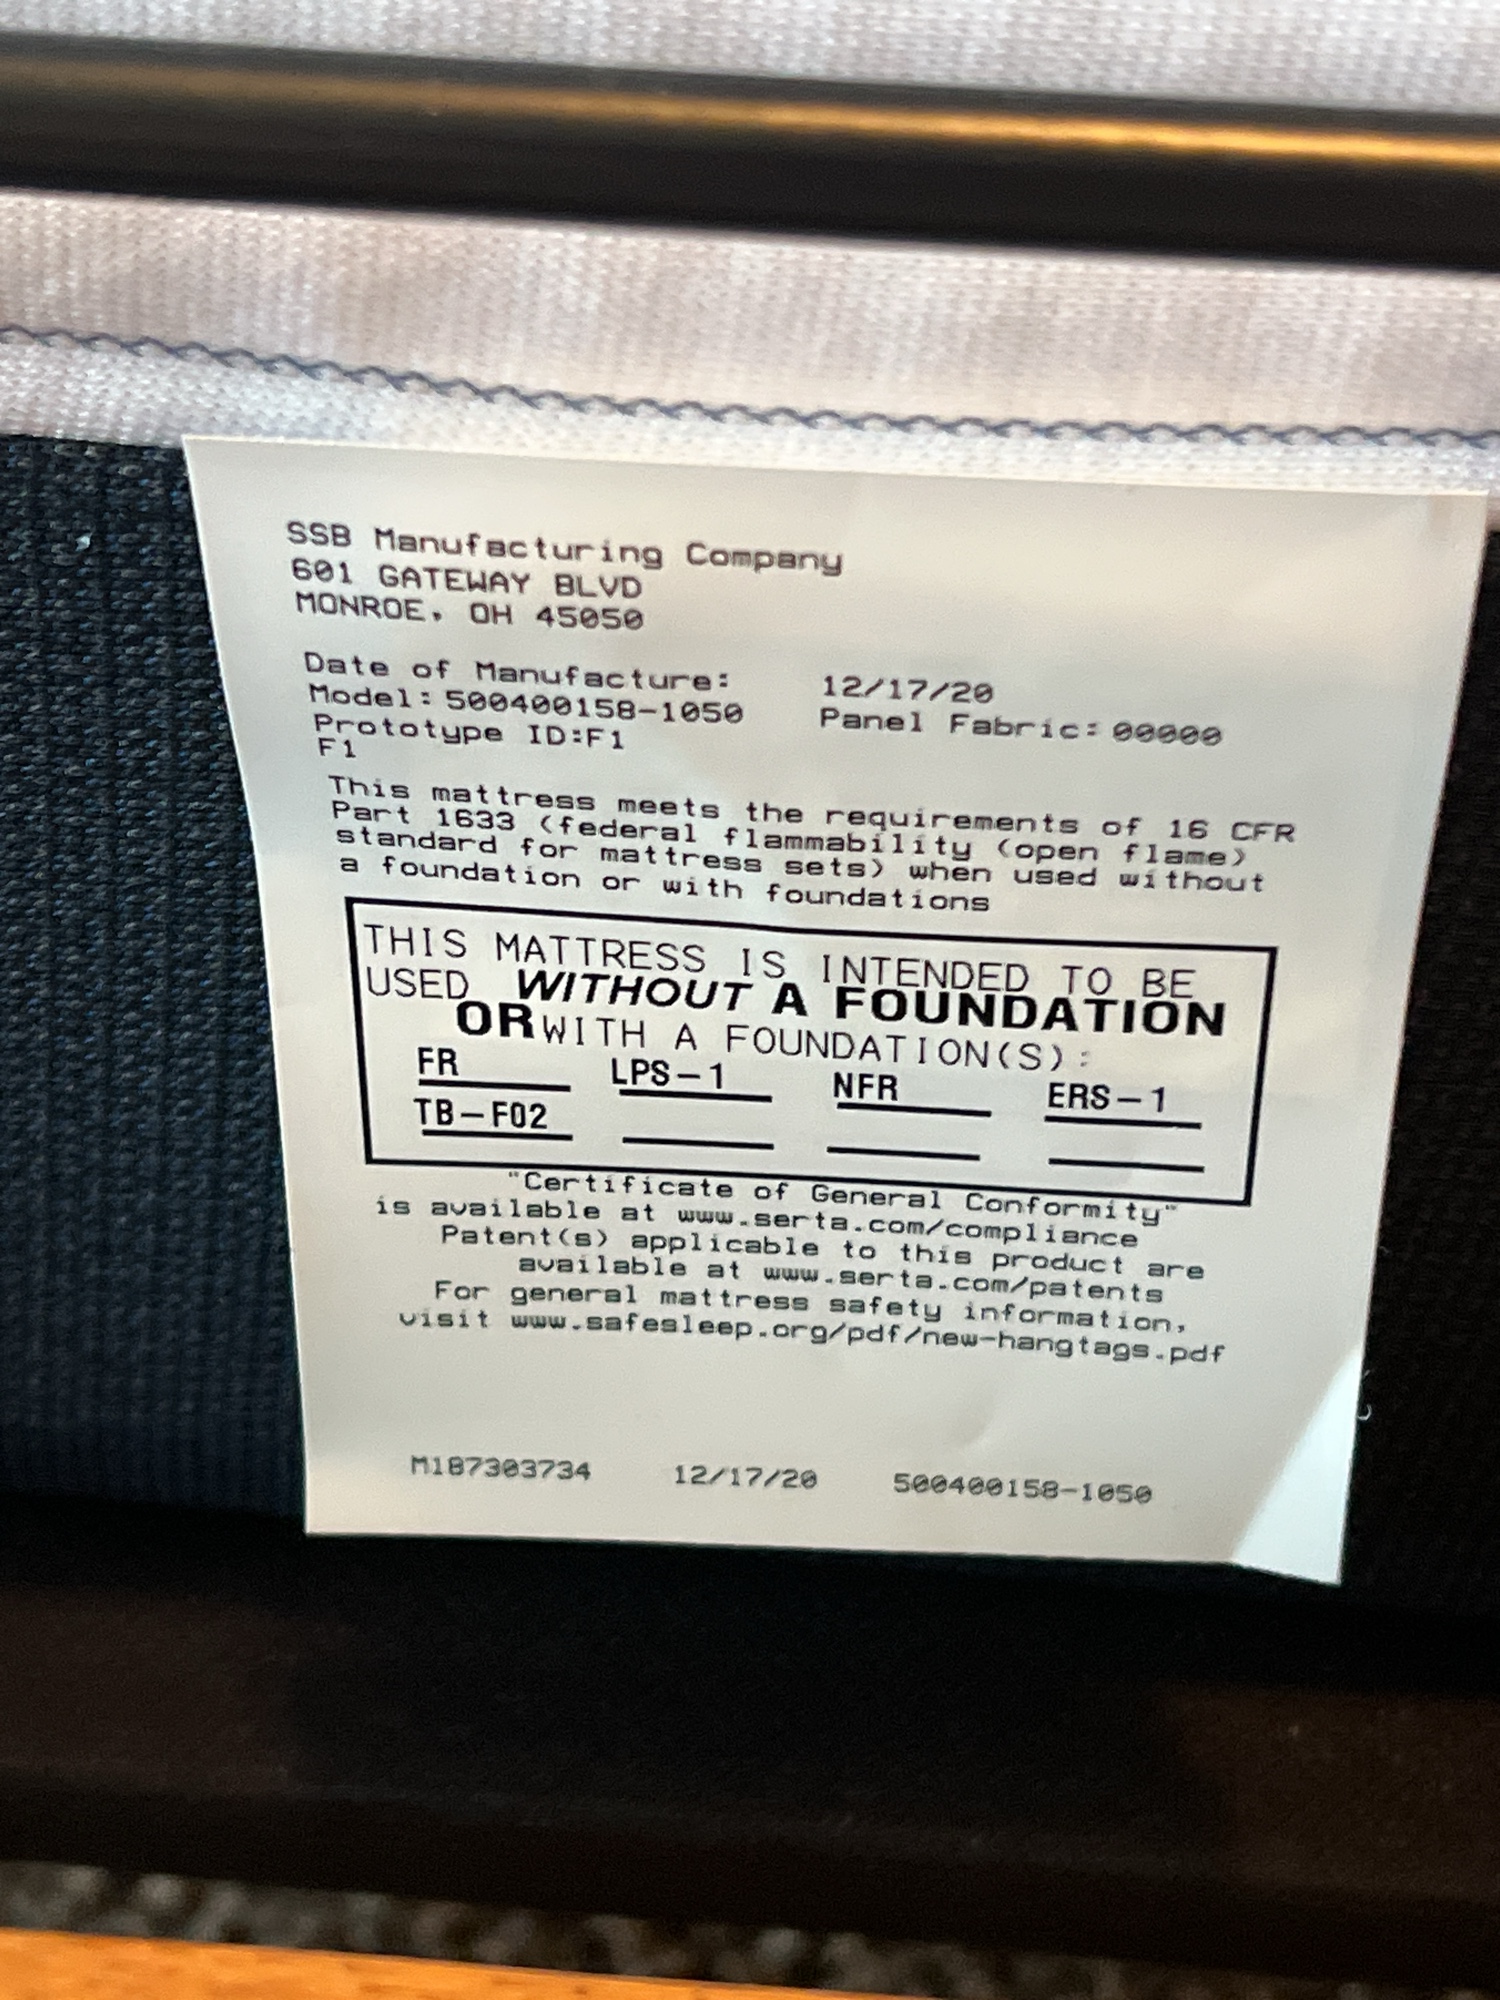 SSB Manufacturing Company
601 GATEWAY BLVD
MONROE, OH 45050
Date of Manufacture: 12/17/20
Model: 500400158-1050 Panel Fabric: 00000
Prototype ID:F1
F1
This mattress meets the requirements of 16 CFR
Part 1633 (federal flammability (open flame)
standard for mattress sets) when used without
a foundation or with foundations
THIS MATTRESS IS INTENDED TO BE
USED WITHOUT A FOUNDATION
OR WITH A FOUNDATION(S):
FR LPS-1 NFR ERS-1
TB-F02
"Certificate of General Conformity"
is available at www.serta.com/compliance
Patent(s) applicable to this product are
available at www.serta.com/patents
For general mattress safety information,
visit www.safesleep.org/pdf/new-hangtags.pdf
M187303734 12/17/20 500400158-1050